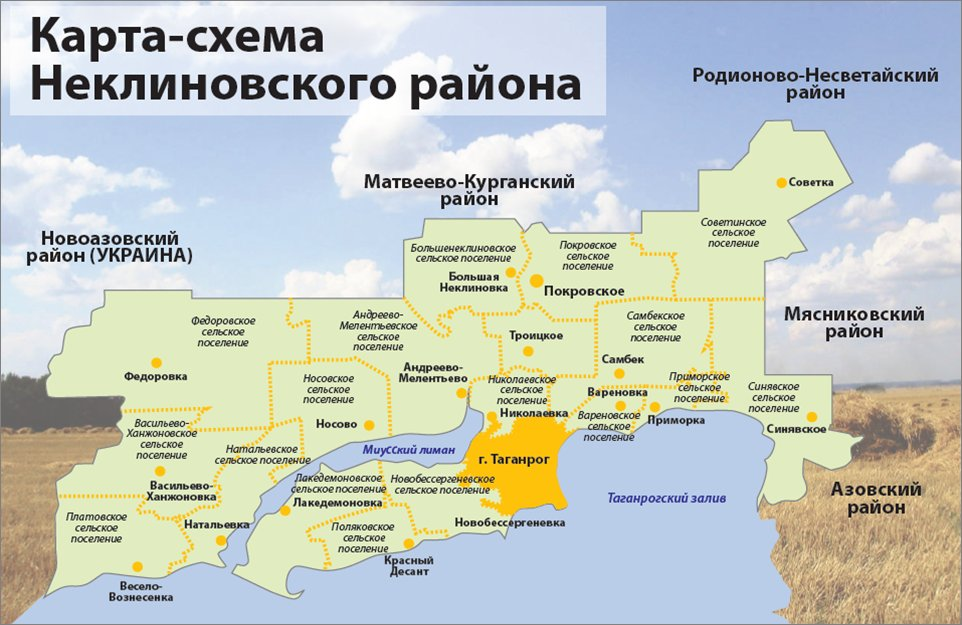 Карта-схема
Неклиновского района
Родионово-Несветайский
район
Матвеево-Курганский
район
Советка
Советинское
сельское
поселение
Новоазовский
район (УКРАИНА)
Большенеклиновское
сельское поселение
Покровское
сельское
поселение
Большая
Неклиновка
Покровское
Мясниковский
район
Федоровское
сельское
поселение
Андреево-
Мелентьевское
сельское
поселение
Самбекское
сельское
поселение
Троицкое
Федоровка
Носовское
сельское
поселение
Андреево-
Мелентьево
Николаевское
сельское
поселение
Самбек
Приморское
сельское
поселение
Синявское
сельское
поселение
Вареновка
Николаевка
Вареновское
сельское
поселение
Приморка
Синявское
Васильево-
Ханжоновское
сельское
поселение
Носово
Натальевское
сельское поселение
Миусский лиман
г. Таганрог
Васильево-
Ханжоновка
Лакедемоновское
сельское поселение
Новобессергеневское
сельское поселение
Таганрогский залив
Азовский
район
Лакедемоновка
Платовское
сельское
поселение
Натальевка
Поляковское
сельское
поселение
Новобессергеневка
Красный
Десант
Весело-
Вознесенка